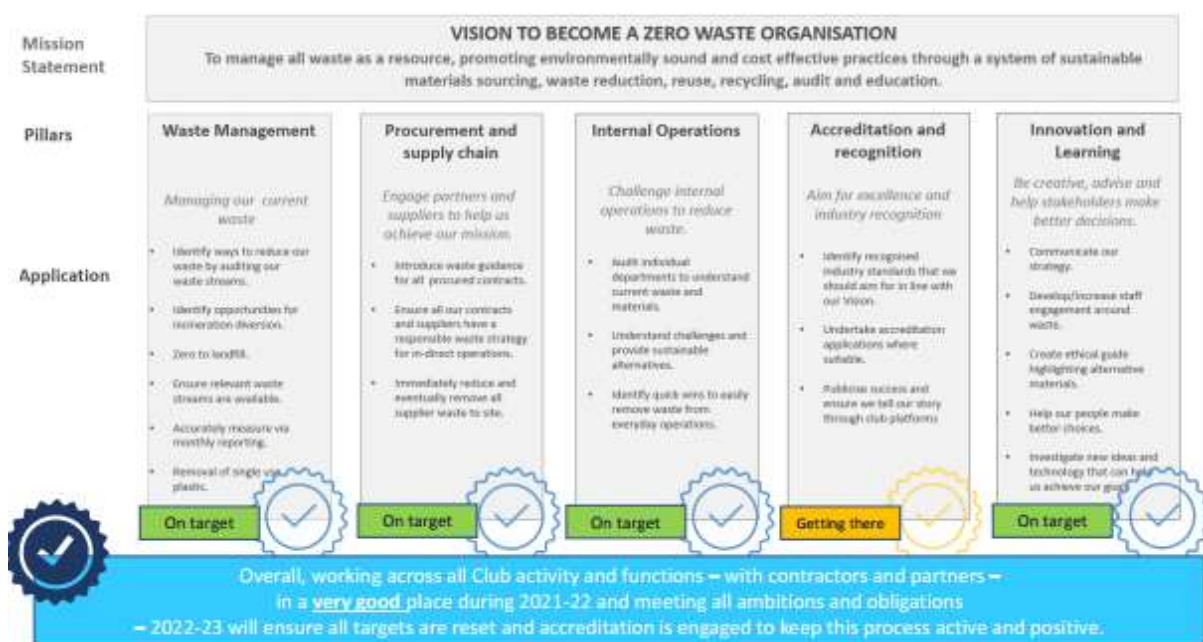 Mission
Statement
VISION TO BECOME A ZERO WASTE ORGANISATION
To manage all waste as a resource, promoting environmentally sound and cost effective practices through a system of sustainable
materials sourcing, waste reduction, reuse, recycling, audit and education.
Pillars
Waste Management
Managing our current
waste
Procurement and
supply chain
Engage partners and
suppliers to help us
achieve our mission.
Internal Operations
Challenge internal
operations to reduce
waste.
Accreditation and
recognition
Aim for excellence and
industry recognition
Innovation and
Learning
Be creative, advise and
help stakeholders make
better decisions.
Application
• Identify ways to reduce our
waste by auditing our
waste streams.
• Identify opportunities for
incineration diversion.
• Zero to landfill.
• Ensure relevant waste
streams are available.
• Accurately measure via
monthly reporting.
• Removal of single use
plastic.
• Introduce waste guidance
for all procured contracts.
• Ensure all our contracts
and suppliers have a
responsible waste strategy
for in-direct operations.
• Immediately reduce and
eventually remove all
supplier waste to site.
• Audit individual
departments to understand
current waste and
materials.
• Understand challenges and
provide sustainable
alternatives.
• Identify quick wins to easily
remove waste from
everyday operations.
• Identify recognised
industry standards that we
should aim for in line with
our Vision.
• Undertake accreditation
applications where
suitable.
• Publicise success and
ensure we tell our story
through club platforms
• Communicate our
strategy.
• Develop/increase staff
engagement around
waste.
• Create ethical guide
highlighting alternative
materials.
• Help our people make
better choices.
• Investigate new ideas and
technology that can help
us achieve our
On target
On target
On target
Getting there
On target
Overall, working across all Club activity and functions – with contractors and partners –
in a very good place during 2021-22 and meeting all ambitions and obligations
– 2022-23 will ensure all targets are reset and accreditation is engaged to keep this process active and positive.